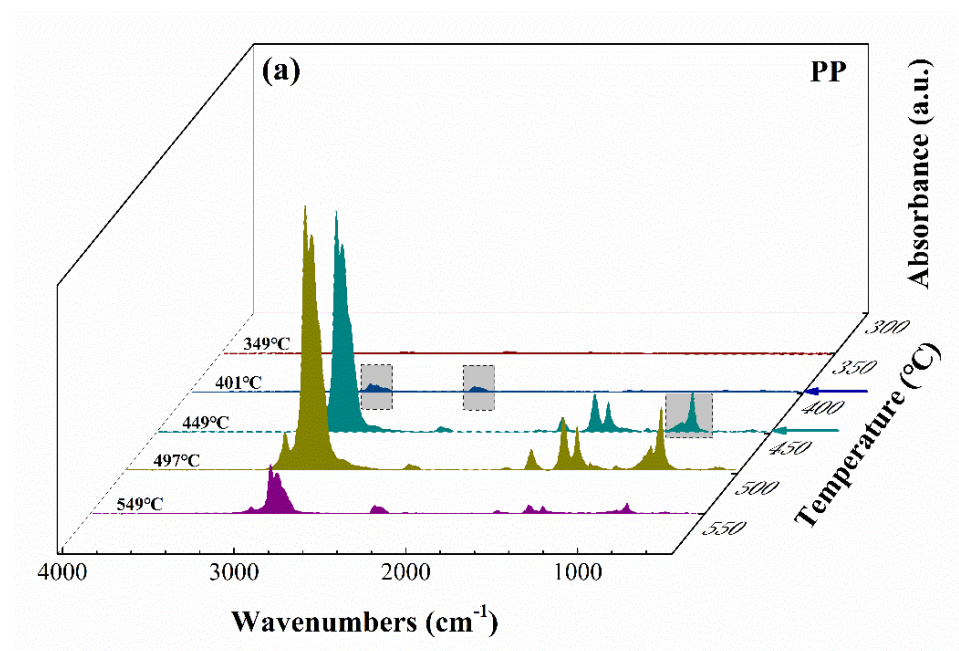 (a)
PP
Absorbance (a.u.)
349°C
401°C
449°C
497°C
549°C
300
350
400
450
500
550
Temperature (°C)
4000
3000
2000
1000
Wavenumbers (cm⁻¹)